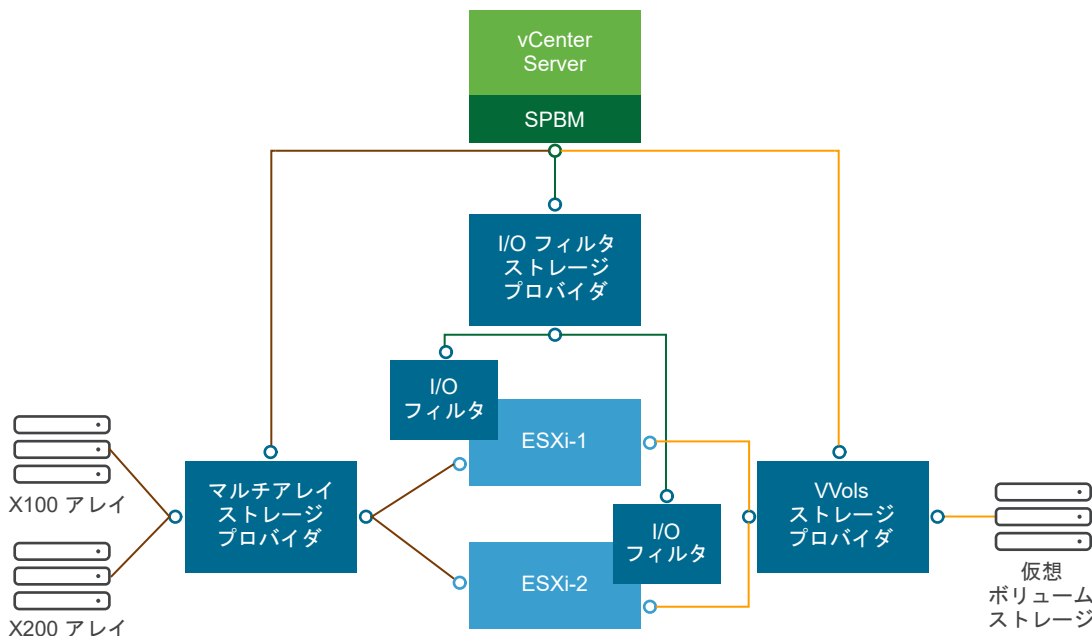 vCenter
Server
SPBM
I/O フィルタ
ストレージ
プロバイダ
I/O
フィルタ
ESXi-1
X100 アレイ
マルチアレイ
ストレージ
プロバイダ
VVols
ストレージ
プロバイダ
I/O
フィルタ
ESXi-2
X200 アレイ
仮想
ボリューム
ストレージ